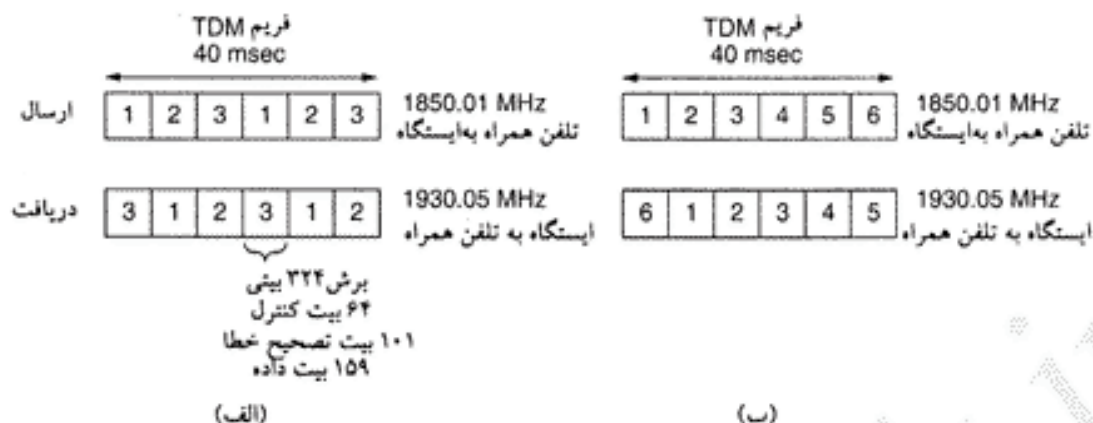 فریم TDM
40 msec
ارسال
1 2 3 1 2 3
1850.01 MHz
تلفن همراه به‌ایستگاه
دریافت
3 1 2 3 1 2
1930.05 MHz
ایستگاه به تلفن همراه
برش ۳۲۴ بیتی
۶۴ بیت کنترل
۱۰۱ بیت تصحیح خطا
۱۵۹ بیت داده
(الف)
فریم TDM
40 msec
1 2 3 4 5 6
1850.01 MHz
تلفن همراه به‌ایستگاه
6 1 2 3 4 5
1930.05 MHz
ایستگاه به تلفن همراه
(ب)